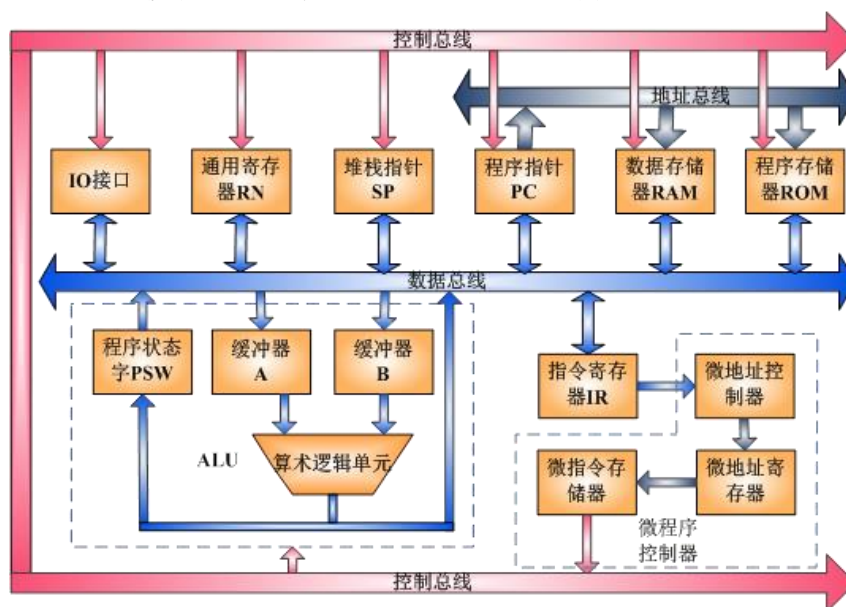 控制总线
地址总线
IO接口
通用寄存
器RN
堆栈指针
SP
程序指针
PC
数据存储
器RAM
程序存储
器ROM
数据总线
程序状态
字PSW
缓冲器
A
缓冲器
B
指令寄存
器IR
微地址控
制器
ALU
算术逻辑单元
微指令存
储器
微地址寄
存器
微程序
控制器
控制总线